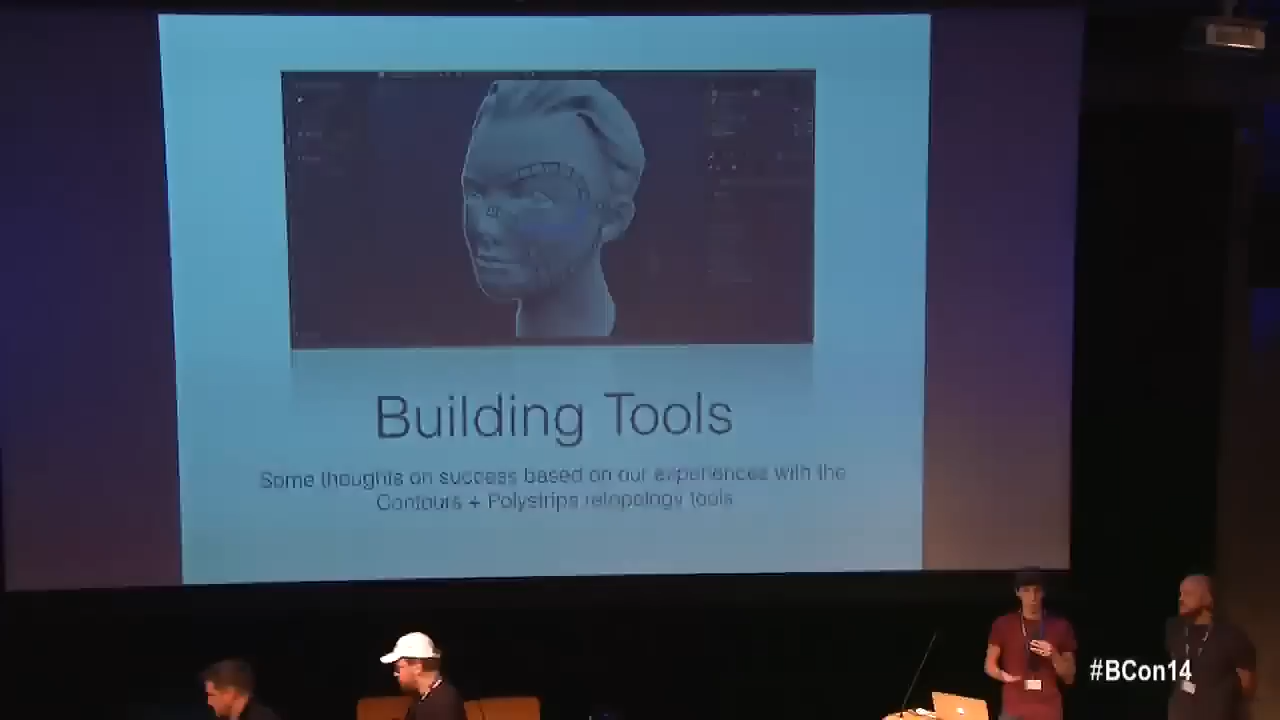 Building Tools
Some thoughts on success based on our experiences with the
Contours + Polystrips retopology tools
#BCon14